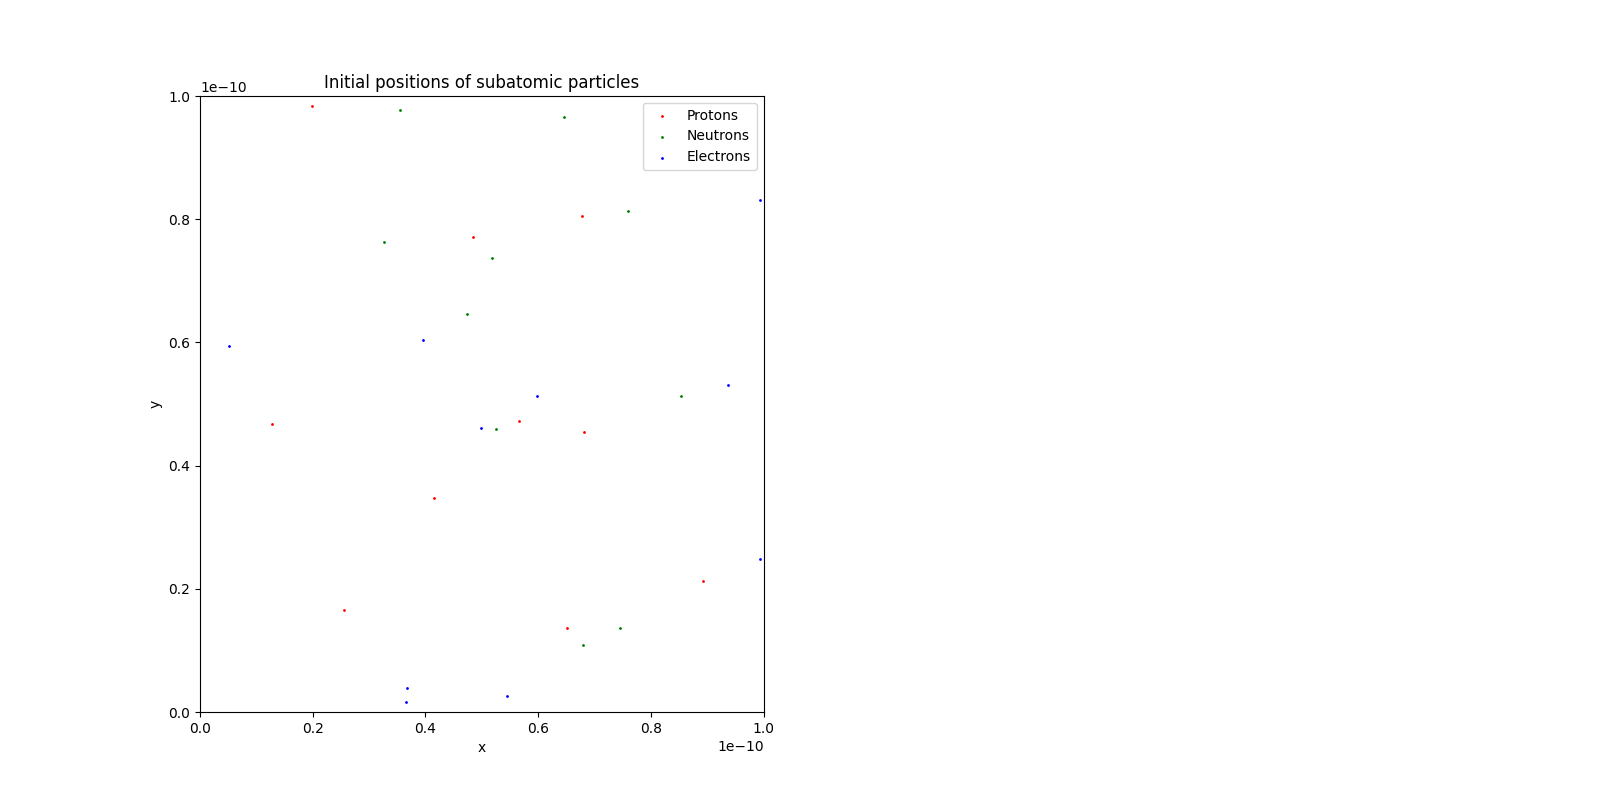 Initial positions of subatomic particles
1e−10
1.0
0.8
0.6
0.4
0.2
0.0
y
Protons
Neutrons
Electrons
0.0 0.2 0.4 0.6 0.8 1.0
x
1e−10